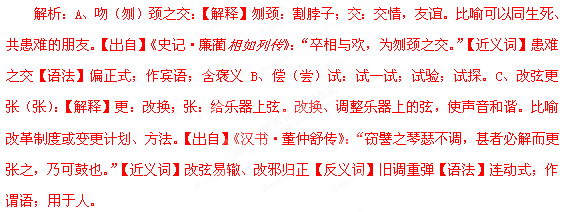 解析：A、吻（刎）颈之交：【解释】刎颈：割脖子；交：交情，友谊。比喻可以同生死、
共患难的朋友。【出自】《史记·廉蔺相如列传》：“卒相与欢，为刎颈之交。”【近义词】患难
之交【语法】偏正式；作宾语；含褒义 B、偿（尝）试：试一试；试验；试探。C、改弦更
张（张）：【解释】更：改换；张：给乐器上弦。改换、调整乐器上的弦，使声音和谐。比喻
改革制度或变更计划、方法。【出自】《汉书·董仲舒传》：“窃譬之琴瑟不调，甚者必解而更
张之，乃可鼓也。”【近义词】改弦易辙、改邪归正【反义词】旧调重弹【语法】连动式；作
谓语；用于人。